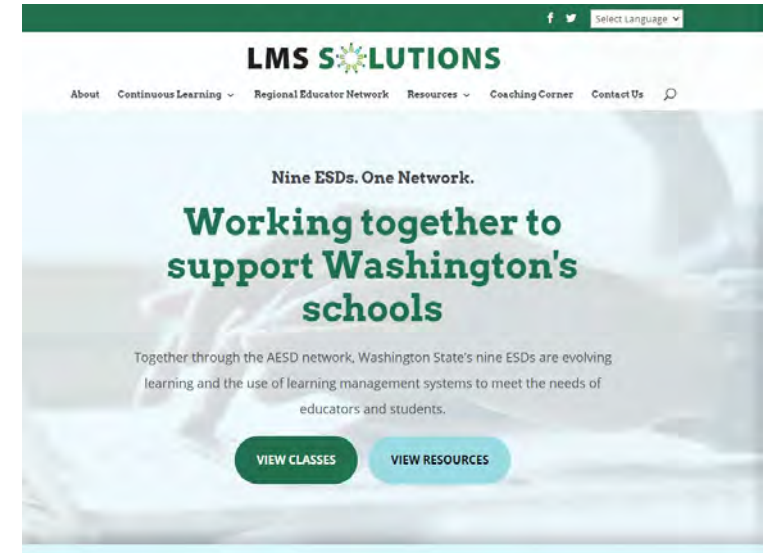 Select Language
LMS SOLUTIONS
About Continuous Learning Regional Educator Network Resources Coaching Corner Contact Us
Nine ESDs. One Network.
Working together to
support Washington's
schools
Together through the AESD network, Washington State's nine ESDs are evolving
learning and the use of learning management systems to meet the needs of
educators and students.
VIEW CLASSES VIEW RESOURCES